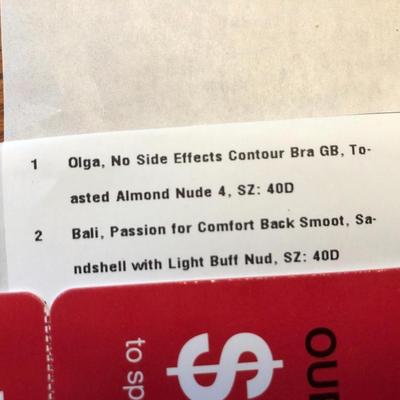 1 Olga, No Side Effects Contour Bra GB, To-
asted Almond Nude 4, SZ: 40D
2 Bali, Passion for Comfort Back Smoot, Sa-
ndshell with Light Buff Nud, SZ: 40D
$
to sp